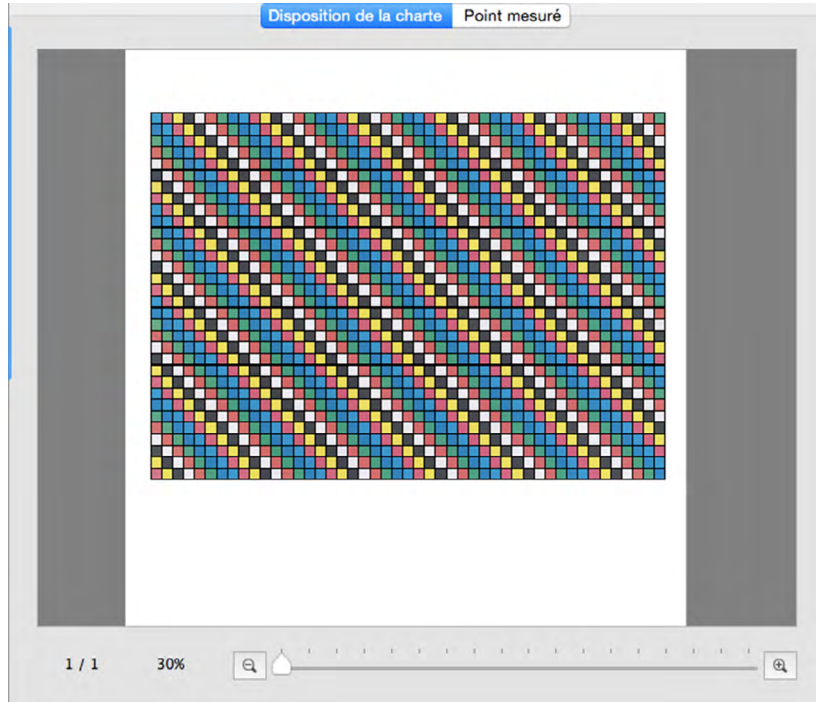 Disposition de la charte Point mesuré
1 / 1 30%